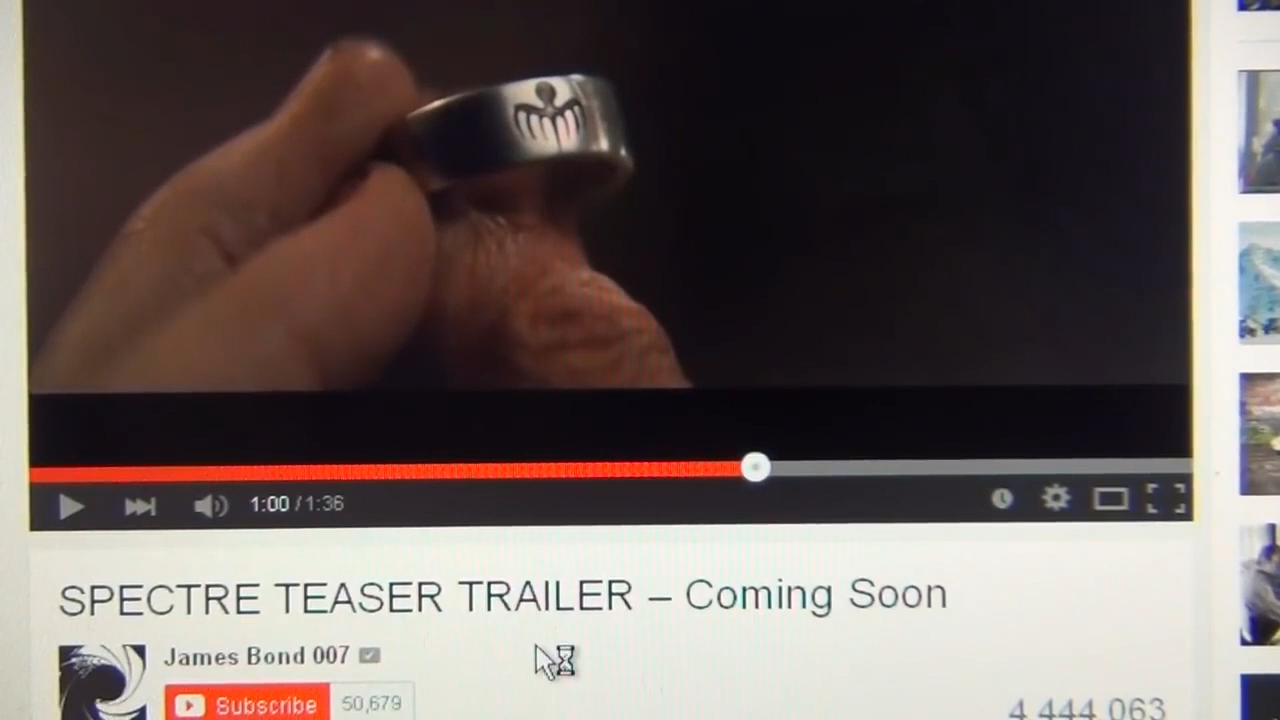 1:00 / 1:36
SPECTRE TEASER TRAILER – Coming Soon
James Bond 007
Subscribe 50,679
4 444 063